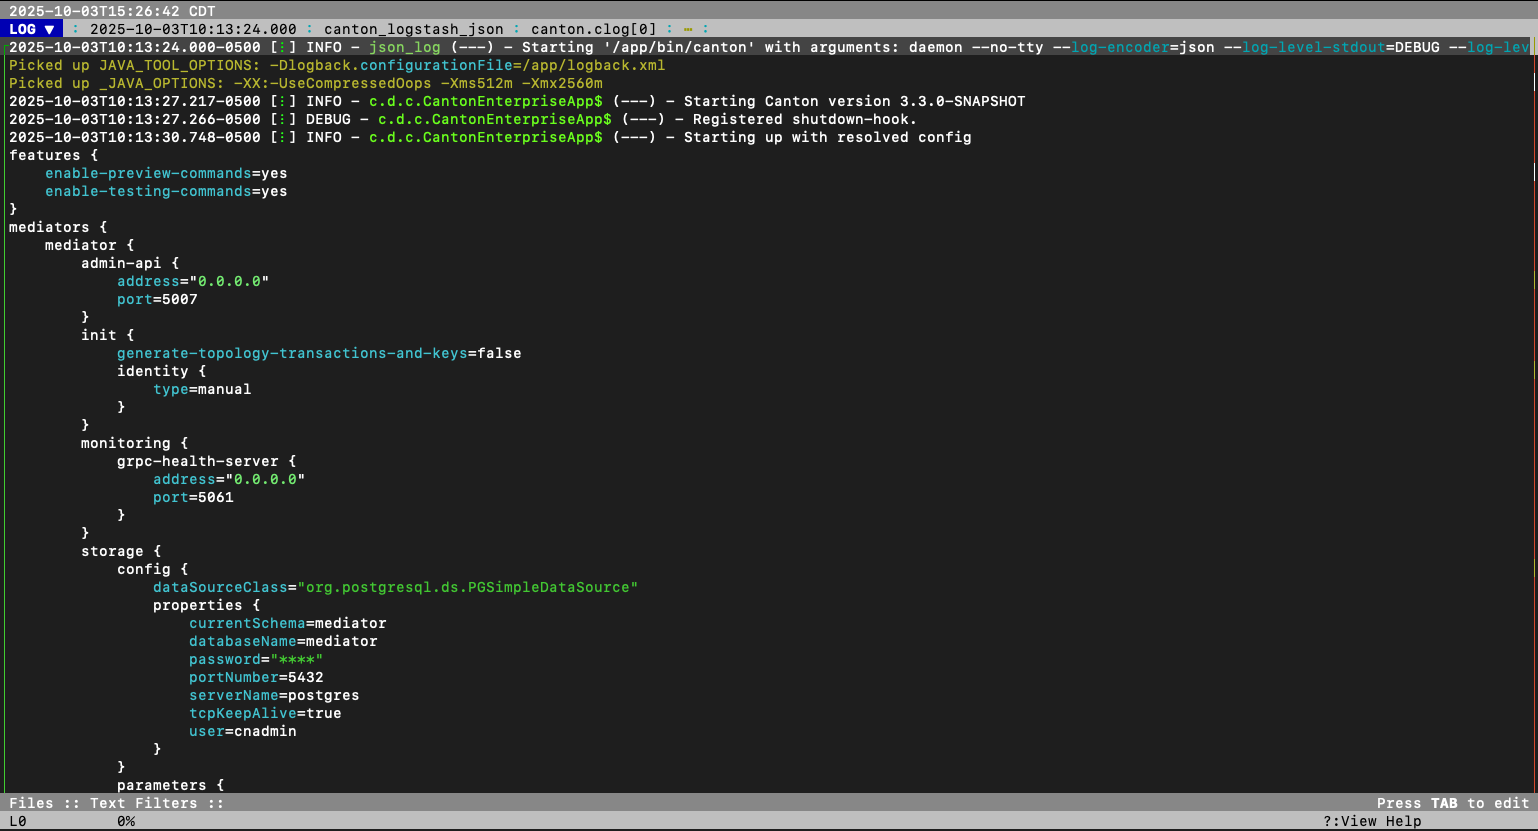 2025-10-03T15:26:42 CDT
LOG ▼ : 2025-10-03T10:13:24.000 : canton_logstash_json : canton.clog[0] : ⋯ :
2025-10-03T10:13:24.000-0500 [⋮] INFO - json_log (---) - Starting '/app/bin/canton' with arguments: daemon --no-tty --log-encoder=json --log-level-stdout=DEBUG --log-lev
Picked up JAVA_TOOL_OPTIONS: -Dlogback.configurationFile=/app/logback.xml
Picked up _JAVA_OPTIONS: -XX:-UseCompressedOops -Xms512m -Xmx2560m
2025-10-03T10:13:27.217-0500 [⋮] INFO - c.d.c.CantonEnterpriseApp$ (---) - Starting Canton version 3.3.0-SNAPSHOT
2025-10-03T10:13:27.266-0500 [⋮] DEBUG - c.d.c.CantonEnterpriseApp$ (---) - Registered shutdown-hook.
2025-10-03T10:13:30.748-0500 [⋮] INFO - c.d.c.CantonEnterpriseApp$ (---) - Starting up with resolved config
features {
    enable-preview-commands=yes
    enable-testing-commands=yes
}
mediators {
    mediator {
        admin-api {
            address="0.0.0.0"
            port=5007
        }
        init {
            generate-topology-transactions-and-keys=false
            identity {
                type=manual
            }
        }
        monitoring {
            grpc-health-server {
                address="0.0.0.0"
                port=5061
            }
        }
        storage {
            config {
                dataSourceClass="org.postgresql.ds.PGSimpleDataSource"
                properties {
                    currentSchema=mediator
                    databaseName=mediator
                    password="****"
                    portNumber=5432
                    serverName=postgres
                    tcpKeepAlive=true
                    user=cnadmin
                }
            }
            parameters {
Files :: Text Filters :: Press TAB to edit
L0 0% ?:View Help